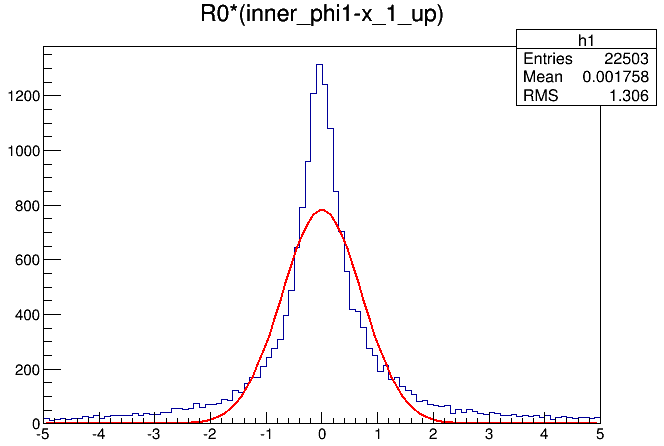 R0*(inner_phi1-x_1_up)
h1
Entries 22503
Mean 0.001758
RMS 1.306
1200
1000
800
600
400
200
0
-5 -4 -3 -2 -1 0 1 2 3 4 5